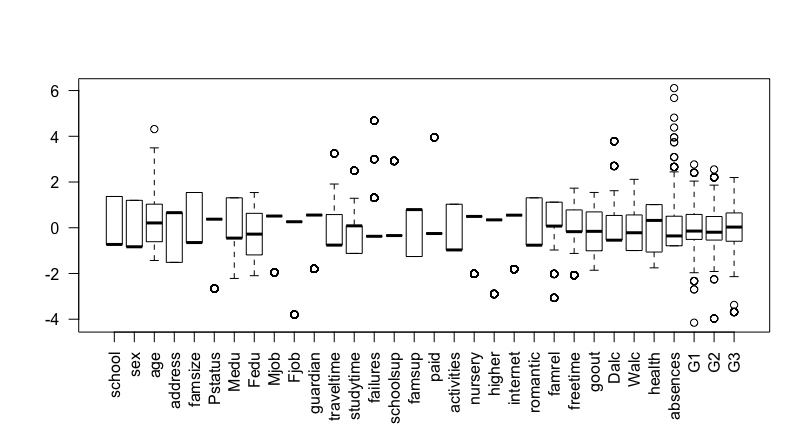 6
4
2
0
-2
-4
school
sex
age
address
famsize
Pstatus
Medu
Fedu
Mjob
Fjob
guardian
traveltime
studytime
failures
schoolsup
famsup
paid
activities
nursery
higher
internet
romantic
famrel
freetime
goout
Dalc
Walc
health
absences
G1
G2
G3